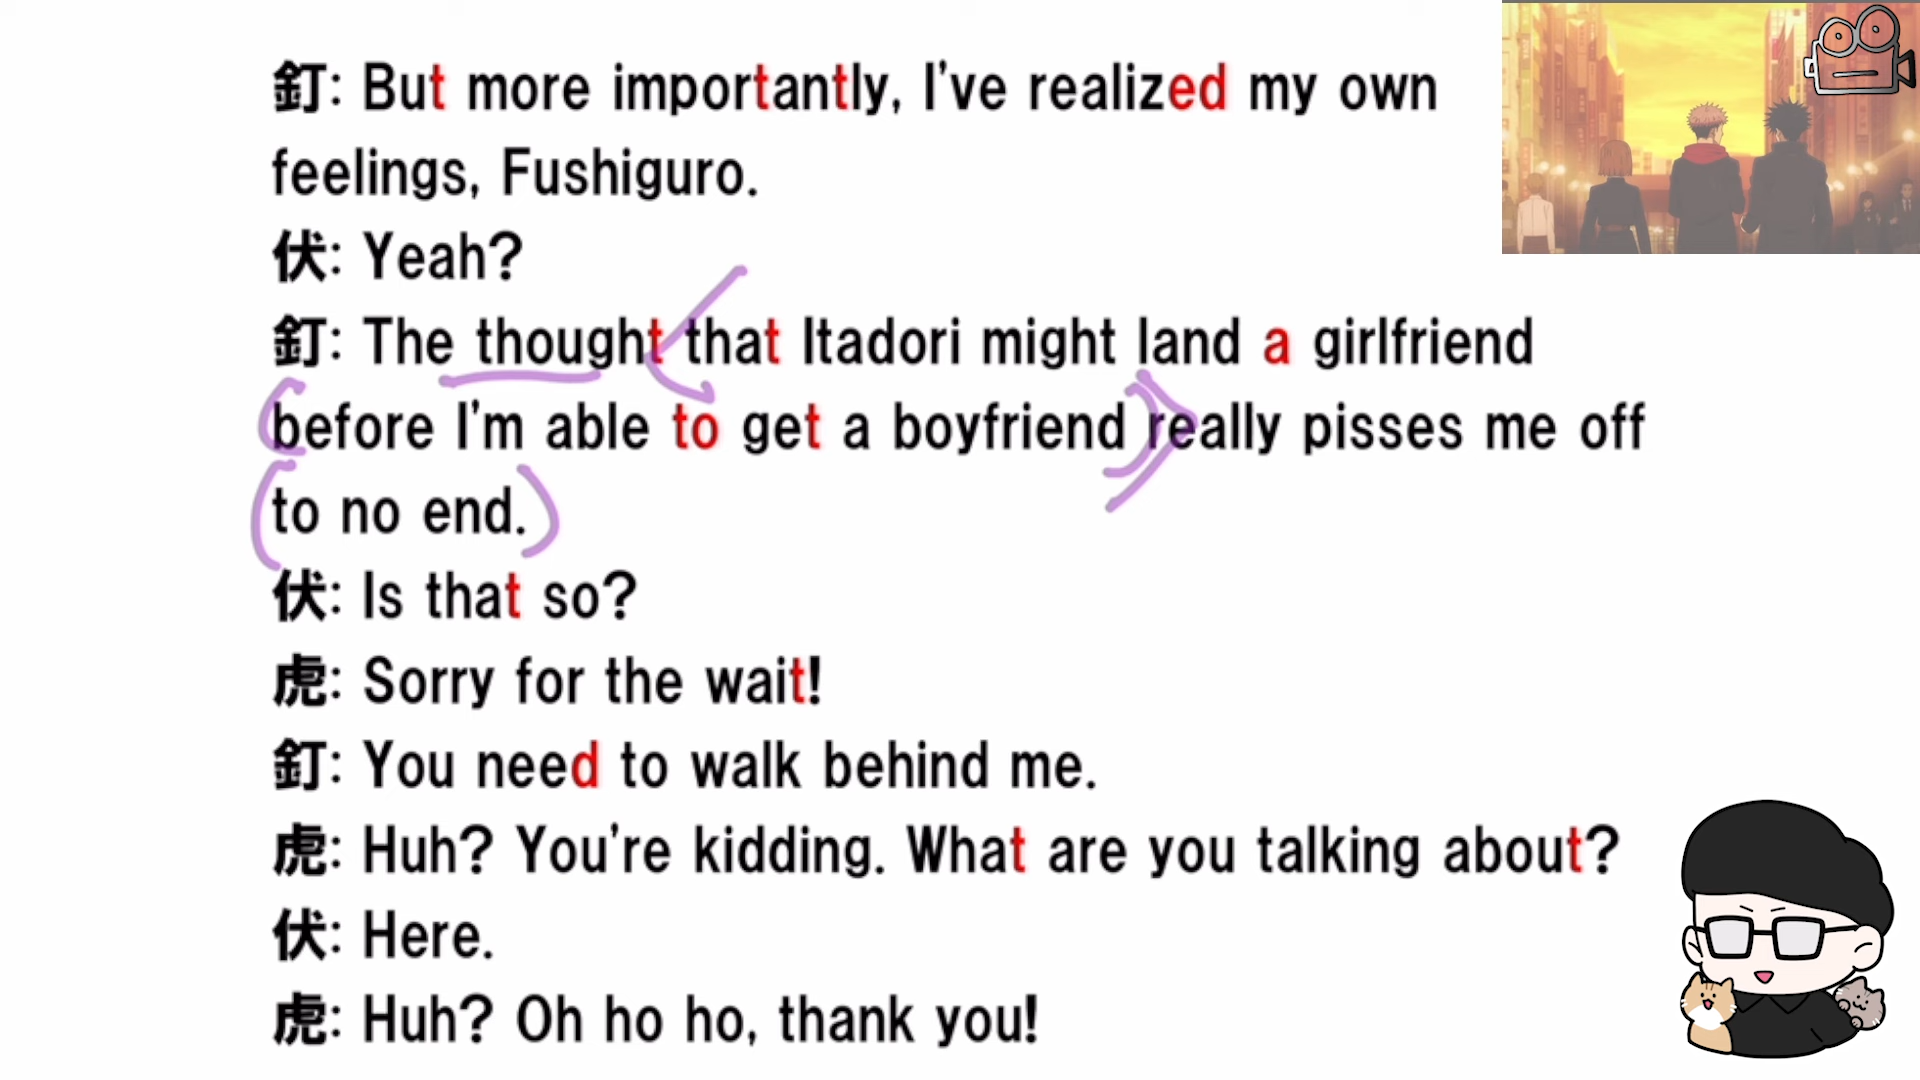 釘: But more importantly, I've realized my own
feelings, Fushiguro.
伏: Yeah?
釘: The thought that Itadori might land a girlfriend
before I'm able to get a boyfriend really pisses me off
to no end.
伏: Is that so?
虎: Sorry for the wait!
釘: You need to walk behind me.
虎: Huh? You're kidding. What are you talking about?
伏: Here.
虎: Huh? Oh ho ho, thank you!